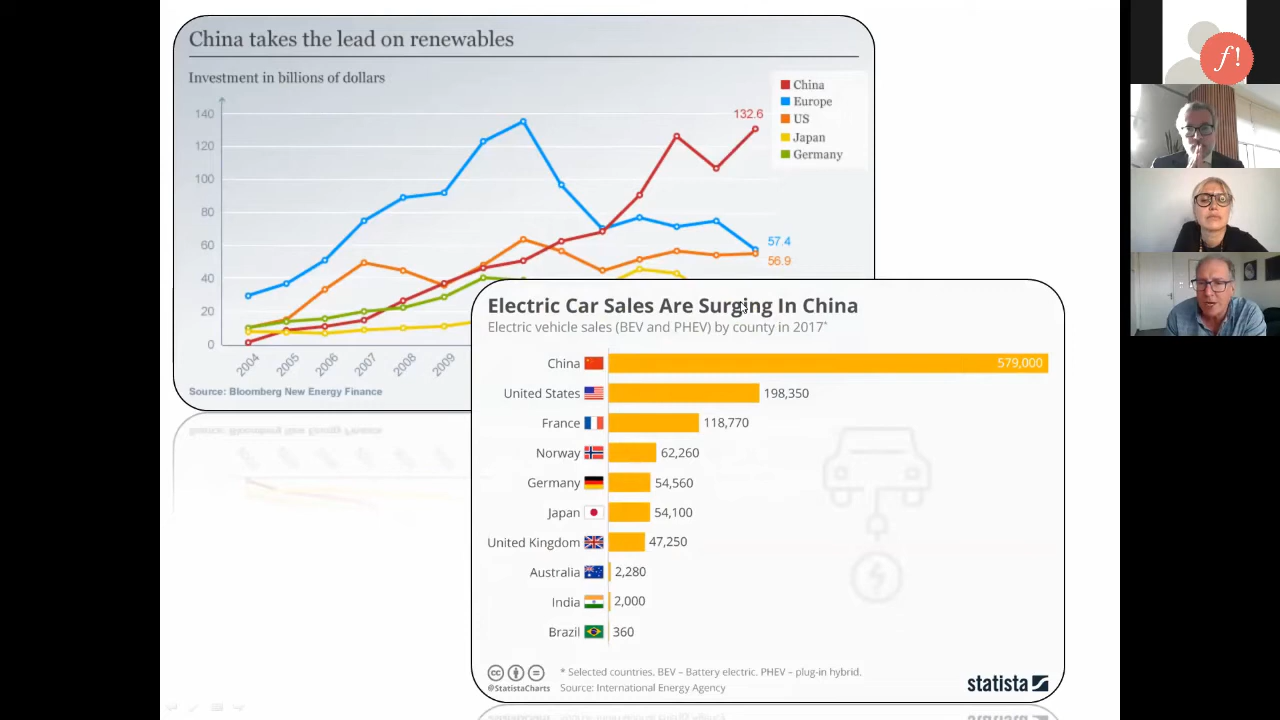 China takes the lead on renewables
Investment in billions of dollars
140
120
100
80
60
40
20
0
132.6
57.4
56.9
China
Europe
US
Japan
Germany
2004
2005
2006
2007
2008
2009
Source: Bloomberg New Energy Finance
Electric Car Sales Are Surging In China
Electric vehicle sales (BEV and PHEV) by county in 2017*
China 579,000
United States 198,350
France 118,770
Norway 62,260
Germany 54,560
Japan 54,100
United Kingdom 47,250
Australia 2,280
India 2,000
Brazil 360
* Selected countries. BEV – Battery electric. PHEV – plug-in hybrid.
@StatistaCharts Source: International Energy Agency
cc
statista
f!